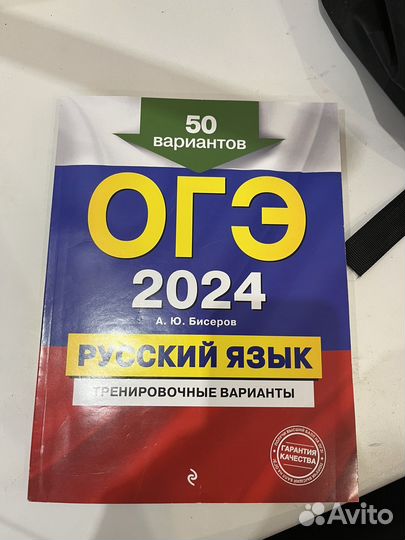 50
вариантов
ОГЭ
2024
А. Ю. Бисеров
РУССКИЙ ЯЗЫК
ТРЕНИРОВОЧНЫЕ ВАРИАНТЫ
ГАРАНТИЯ
КАЧЕСТВА
Avito